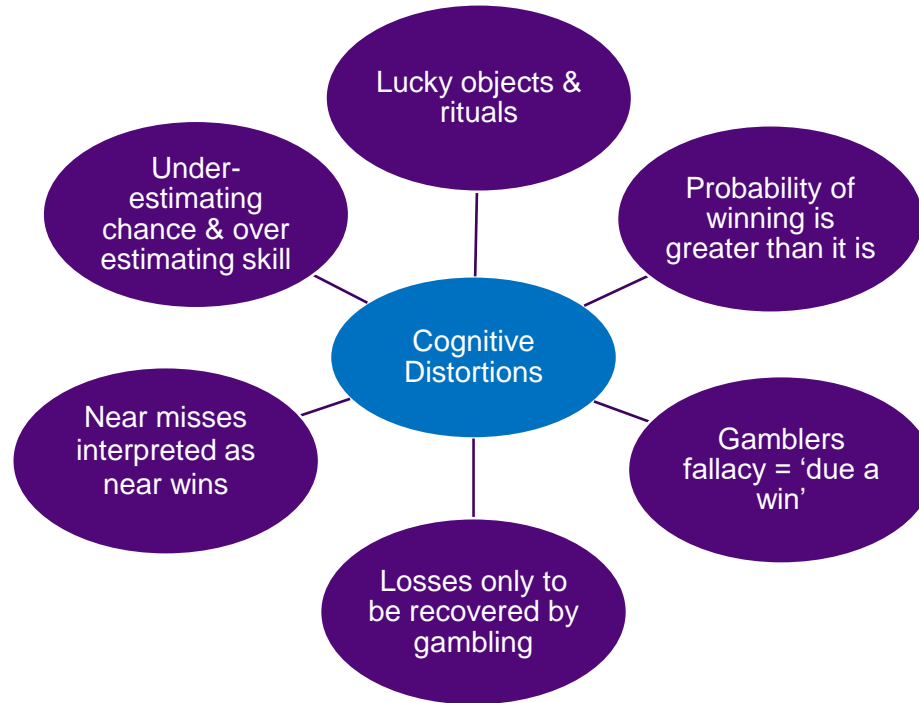 Lucky objects &
rituals
Under-
estimating
chance & over
estimating skill
Probability of
winning is
greater than it is
Cognitive
Distortions
Near misses
interpreted as
near wins
Gamblers
fallacy = ‘due a
win’
Losses only to
be recovered by
gambling